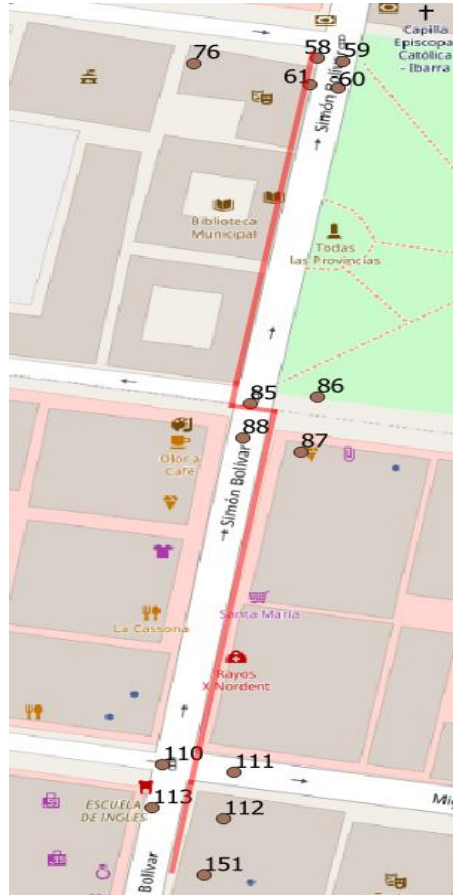 58
59
76
61
60
Simón Bolívar
✝
Capilla
Episcopal
Católica
- Ibarra
Biblioteca
Municipal
Todas
las Provincias
85
86
88
87
Olor a
Café
Simón Bolívar
Santa María
La Cassona
Rayos
X Nordent
110
111
113
112
ESCUELA
DE INGLES
Mig
151
Bolívar